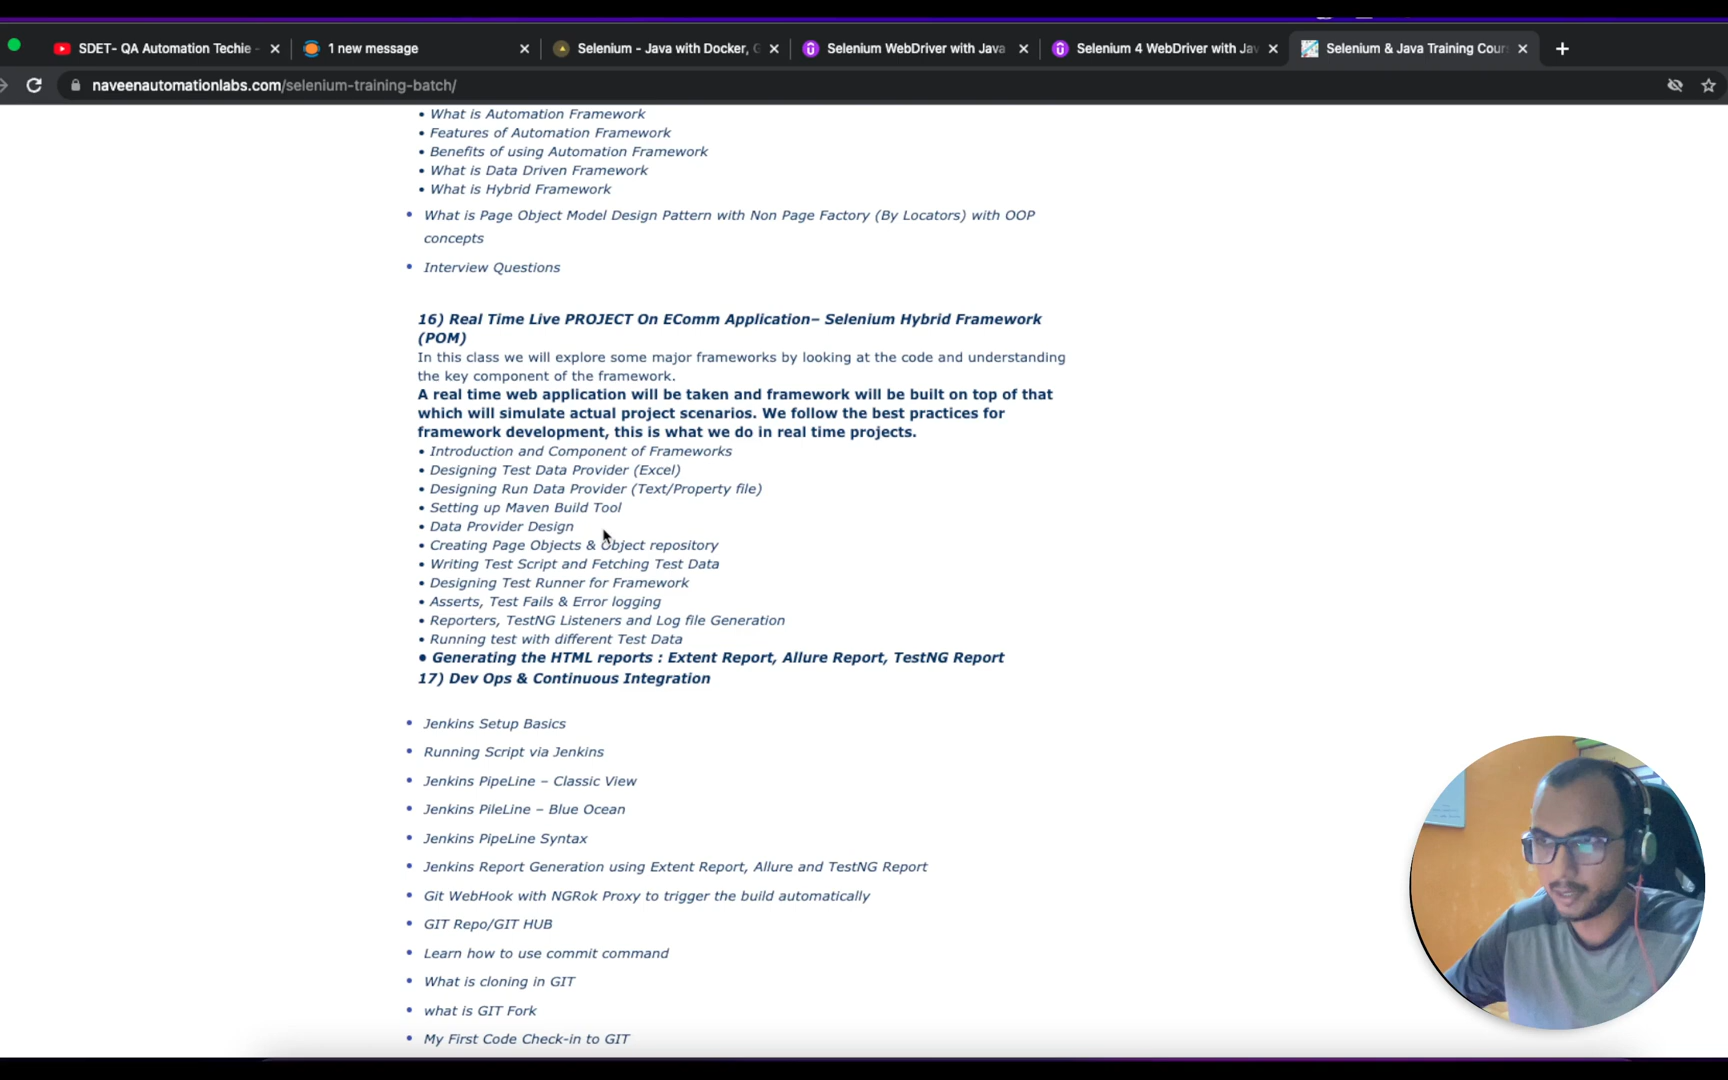 SDET- QA Automation Techie -
1 new message
Selenium - Java with Docker, G
Selenium WebDriver with Java
Selenium 4 WebDriver with Jav
Selenium & Java Training Cour
naveenautomationlabs.com/selenium-training-batch/
• What is Automation Framework
• Features of Automation Framework
• Benefits of using Automation Framework
• What is Data Driven Framework
• What is Hybrid Framework
• What is Page Object Model Design Pattern with Non Page Factory (By Locators) with OOP
concepts
• Interview Questions
16) Real Time Live PROJECT On EComm Application– Selenium Hybrid Framework
(POM)
In this class we will explore some major frameworks by looking at the code and understanding
the key component of the framework.
A real time web application will be taken and framework will be built on top of that
which will simulate actual project scenarios. We follow the best practices for
framework development, this is what we do in real time projects.
• Introduction and Component of Frameworks
• Designing Test Data Provider (Excel)
• Designing Run Data Provider (Text/Property file)
• Setting up Maven Build Tool
• Data Provider Design
• Creating Page Objects & Object repository
• Writing Test Script and Fetching Test Data
• Designing Test Runner for Framework
• Asserts, Test Fails & Error logging
• Reporters, TestNG Listeners and Log file Generation
• Running test with different Test Data
• Generating the HTML reports : Extent Report, Allure Report, TestNG Report
17) Dev Ops & Continuous Integration
• Jenkins Setup Basics
• Running Script via Jenkins
• Jenkins PipeLine – Classic View
• Jenkins PileLine – Blue Ocean
• Jenkins PipeLine Syntax
• Jenkins Report Generation using Extent Report, Allure and TestNG Report
• Git WebHook with NGRok Proxy to trigger the build automatically
• GIT Repo/GIT HUB
• Learn how to use commit command
• What is cloning in GIT
• what is GIT Fork
• My First Code Check-in to GIT